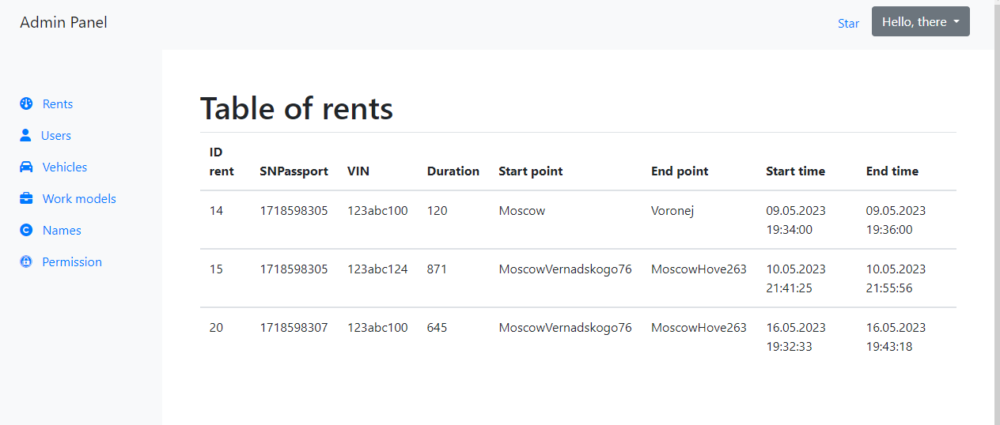 Admin Panel
Star
Hello, there
Rents
Users
Vehicles
Work models
Names
Permission
Table of rents
ID rent SNPassport VIN Duration Start point End point Start time End time
14 1718598305 123abc100 120 Moscow Voronej 09.05.2023 19:34:00 09.05.2023 19:36:00
15 1718598305 123abc124 871 MoscowVernadskogo76 MoscowHove263 10.05.2023 21:41:25 10.05.2023 21:55:56
20 1718598307 123abc100 645 MoscowVernadskogo76 MoscowHove263 16.05.2023 19:32:33 16.05.2023 19:43:18